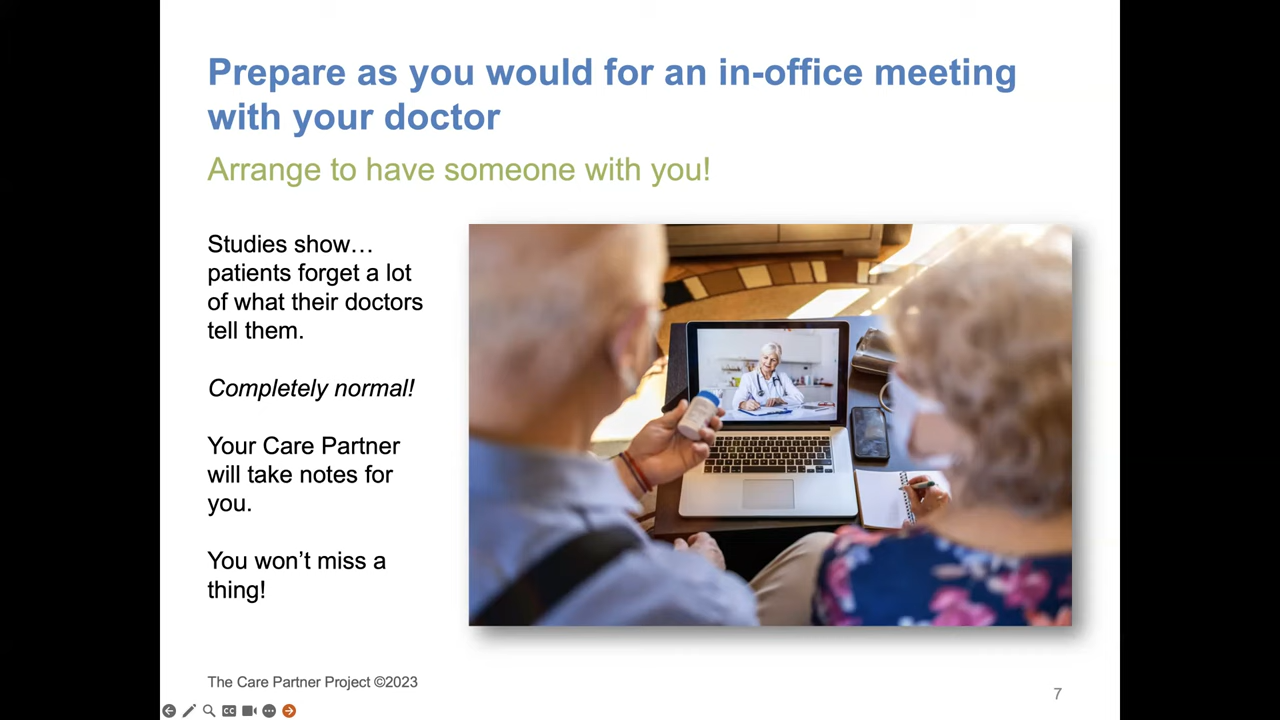 Prepare as you would for an in-office meeting
with your doctor
Arrange to have someone with you!
Studies show…
patients forget a lot
of what their doctors
tell them.
Completely normal!
Your Care Partner
will take notes for
you.
You won’t miss a
thing!
The Care Partner Project ©2023
7
CC